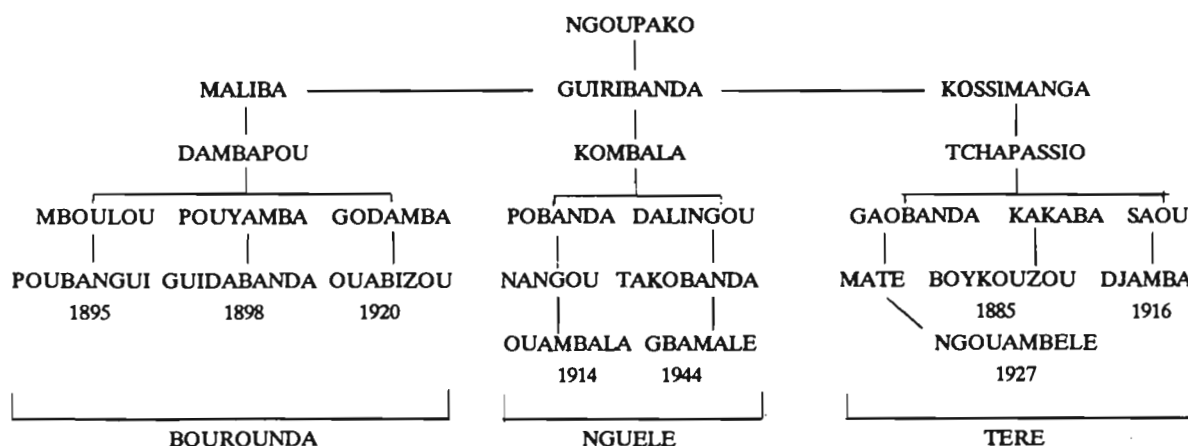 NGOUPAKO
MALIBA GUIRIBANDA KOSSIMANGA
DAMBAPOU KOMBALA TCHAPASSIO
MBOULOU POUYAMBA GODAMBA POBANDA DALINGOU GAOBANDA KAKABA SAOU
POUBANGUI GUIDABANDA OUABIZOU NANGOU TAKOBANDA MATE BOYKOUZOU DJAMBA
1895 1898 1920 1885 1916
OUAMBALA GBAMALE NGOUAMBELE
1914 1944 1927
BOUROUNDA NGUELE TERE